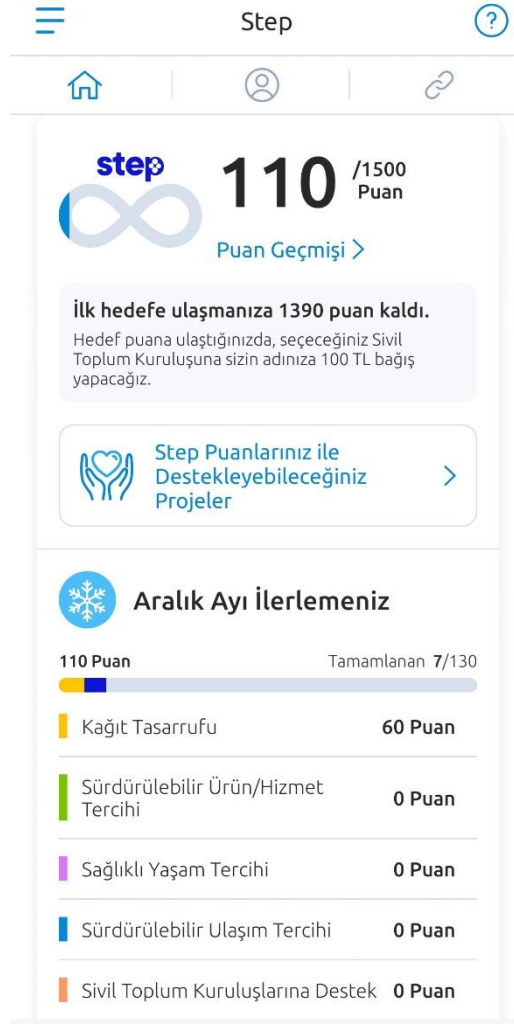 Step
step
110 /1500
Puan
Puan Geçmişi
İlk hedefe ulaşmanıza 1390 puan kaldı.
Hedef puana ulaştığınızda, seçeceğiniz Sivil
Toplum Kuruluşuna sizin adınıza 100 TL bağış
yapacağız.
Step Puanlarınız ile
Destekleyebileceğiniz
Projeler
Aralık Ayı İlerlemeniz
110 Puan Tamamlanan 7/130
Kağıt Tasarrufu 60 Puan
Sürdürülebilir Ürün/Hizmet
Tercihi 0 Puan
Sağlıklı Yaşam Tercihi 0 Puan
Sürdürülebilir Ulaşım Tercihi 0 Puan
Sivil Toplum Kuruluşlarına Destek 0 Puan